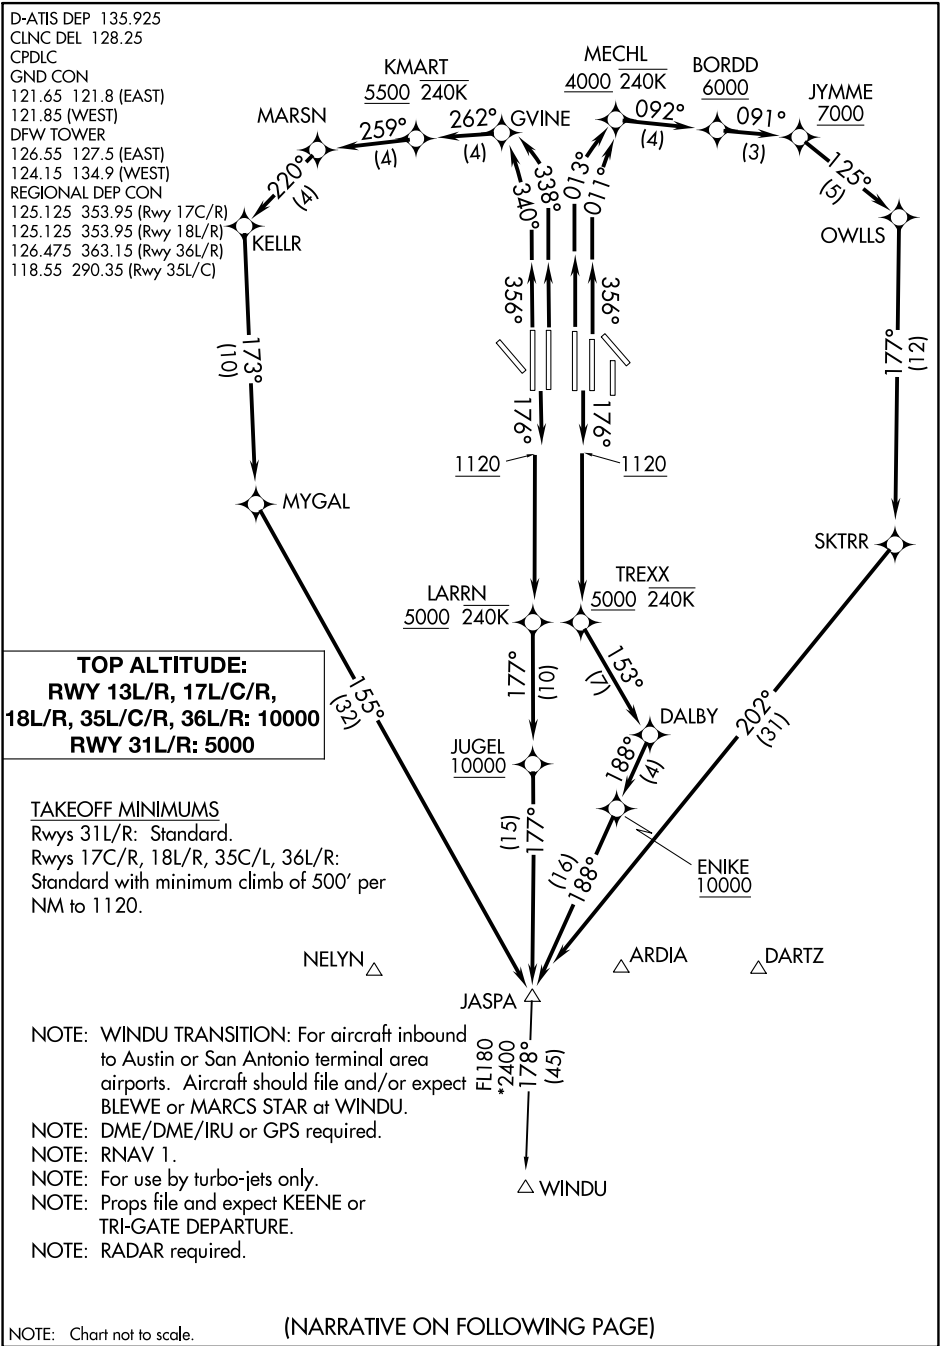 D-ATIS DEP 135.925
CLNC DEL 128.25
CPDLC
GND CON
121.65 121.8 (EAST)
121.85 (WEST)
DFW TOWER
126.55 127.5 (EAST)
124.15 134.9 (WEST)
REGIONAL DEP CON
125.125 353.95 (Rwy 17C/R)
125.125 353.95 (Rwy 18L/R)
126.475 363.15 (Rwy 36L/R)
118.55 290.35 (Rwy 35L/C)
MARSN
KMART
5500 240K
GVINE
MECHL
4000 240K
BORDD
6000
JYMME
7000
262°
(4)
259°
(4)
220°
(4)
KELLR
092°
(4)
091°
(3)
125°
(5)
OWLLS
340°
338°
013°
011°
356°
356°
173°
(10)
177°
(12)
176°
176°
1120
1120
MYGAL
SKTRR
LARRN
5000 240K
TREXX
5000 240K
TOP ALTITUDE:
RWY 13L/R, 17L/C/R,
18L/R, 35L/C/R, 36L/R: 10000
RWY 31L/R: 5000
155°
(32)
177°
(10)
153°
(7)
DALBY
202°
(31)
JUGEL
10000
188°
(4)
TAKEOFF MINIMUMS
Rwys 31L/R: Standard.
Rwys 17C/R, 18L/R, 35C/L, 36L/R:
Standard with minimum climb of 500' per
NM to 1120.
(15)
177°
(16)
188°
ENIKE
10000
NELYN
ARDIA
DARTZ
JASPA
FL180
*2400
178°
(45)
WINDU
NOTE: WINDU TRANSITION: For aircraft inbound
to Austin or San Antonio terminal area
airports. Aircraft should file and/or expect
BLEWE or MARCS STAR at WINDU.
NOTE: DME/DME/IRU or GPS required.
NOTE: RNAV 1.
NOTE: For use by turbo-jets only.
NOTE: Props file and expect KEENE or
TRI-GATE DEPARTURE.
NOTE: RADAR required.
NOTE: Chart not to scale.
(NARRATIVE ON FOLLOWING PAGE)